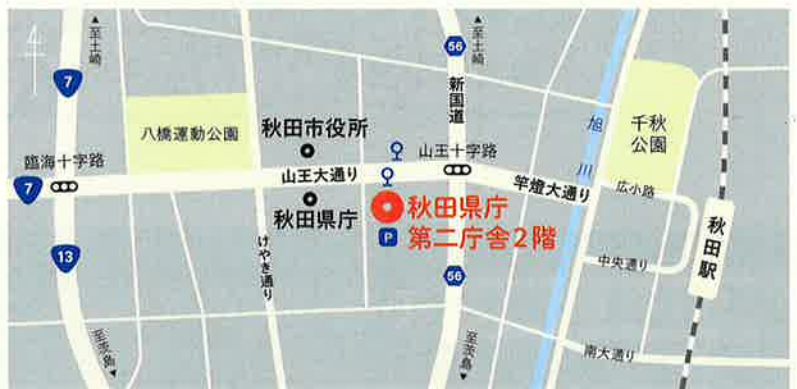 至土崎
至土崎
56
7
新国道
旭川
千秋
公園
八橋運動公園
秋田市役所
臨海十字路
山王十字路
7
山王大通り
竿燈大通り
広小路
秋田県庁
秋田県庁
第二庁舎2階
P
けやき通り
秋田駅
13
56
中央通り
南大通り
至茨島
至茨島